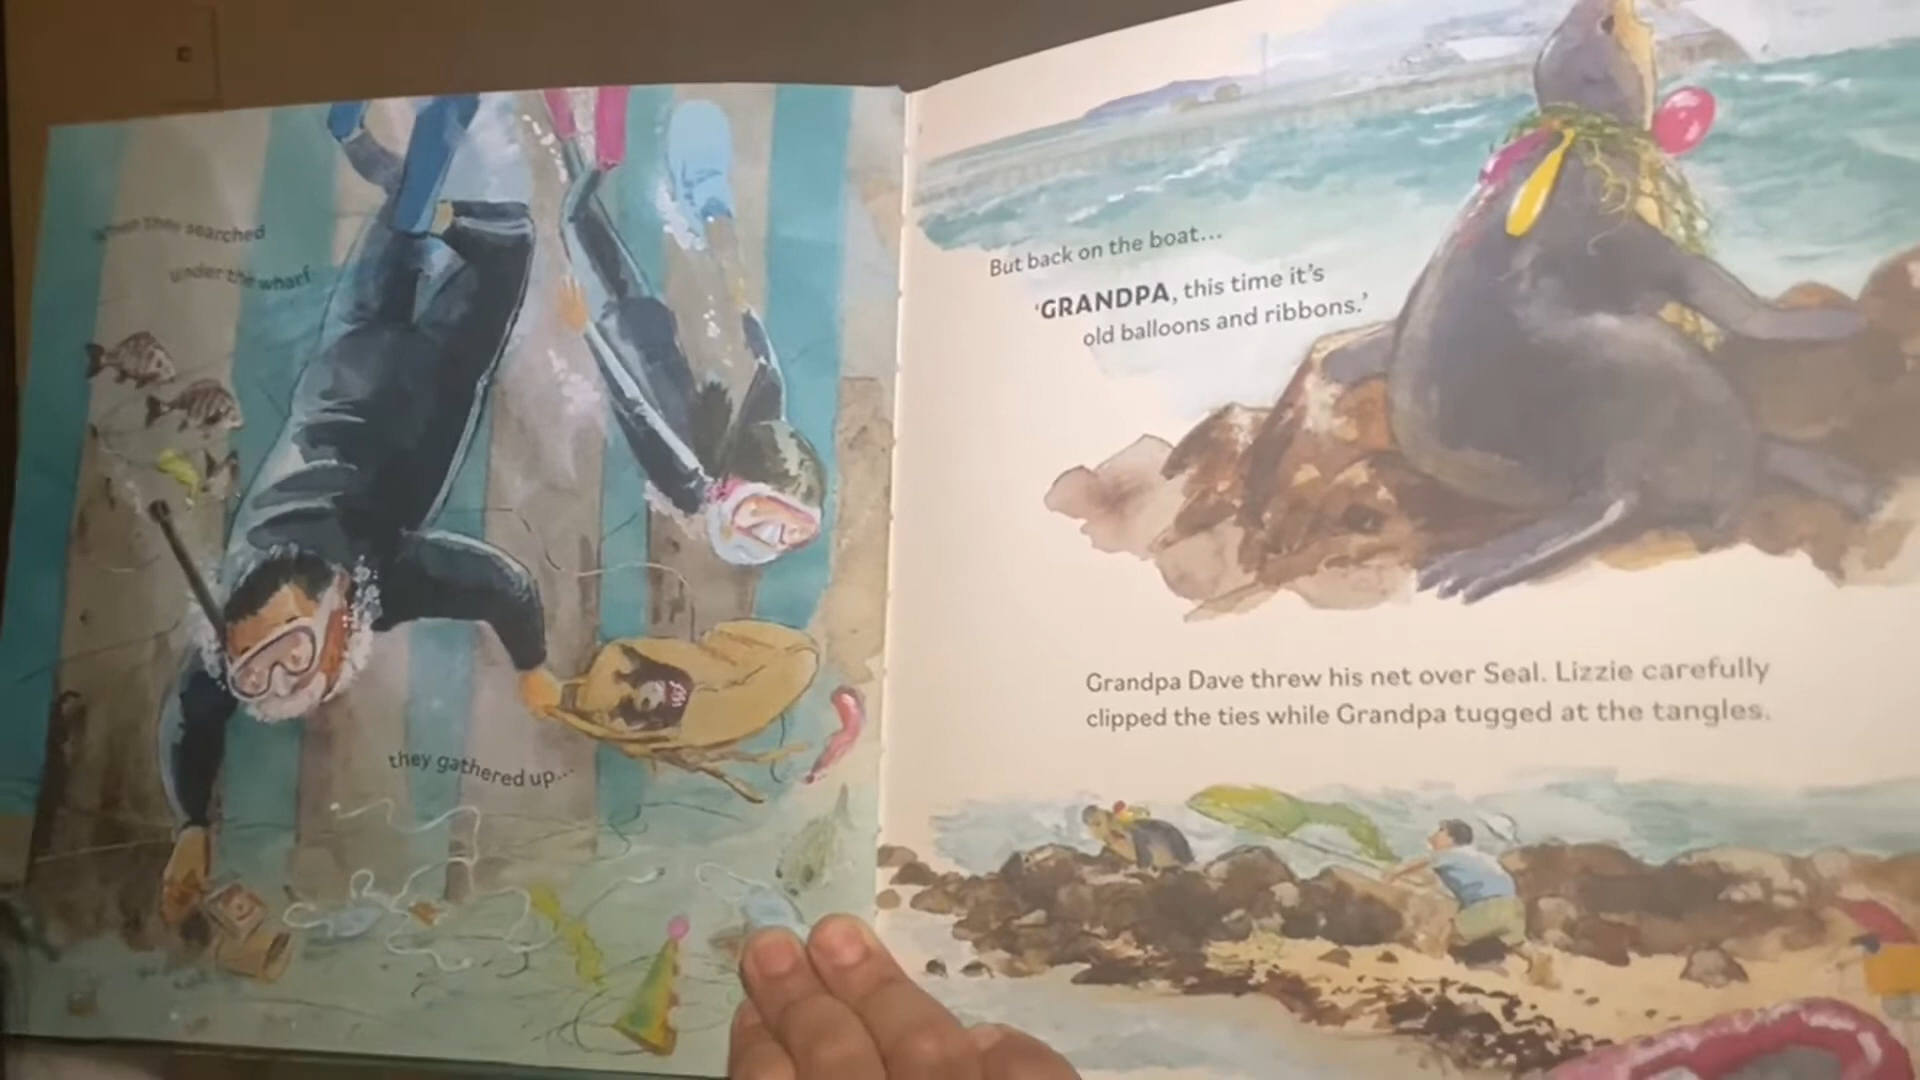 When they searched
under the wharf
they gathered up...
But back on the boat...
'GRANDPA, this time it's
old balloons and ribbons.'
Grandpa Dave threw his net over Seal. Lizzie carefully
clipped the ties while Grandpa tugged at the tangles.